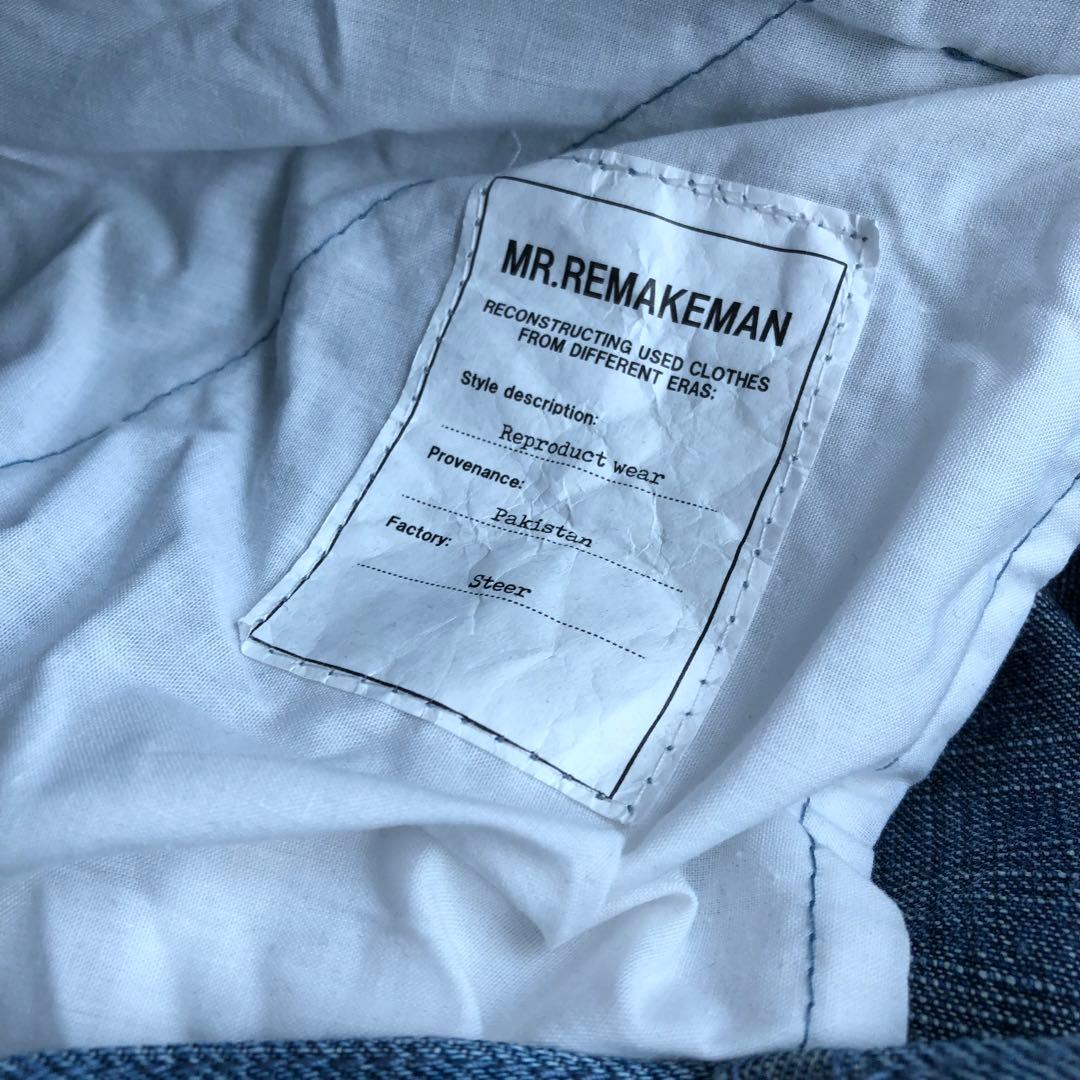 MR.REMAKEMAN
RECONSTRUCTING USED CLOTHES
FROM DIFFERENT ERAS:
Style description:
Reproduct wear
Provenance:
Pakistan
Factory:
Steer